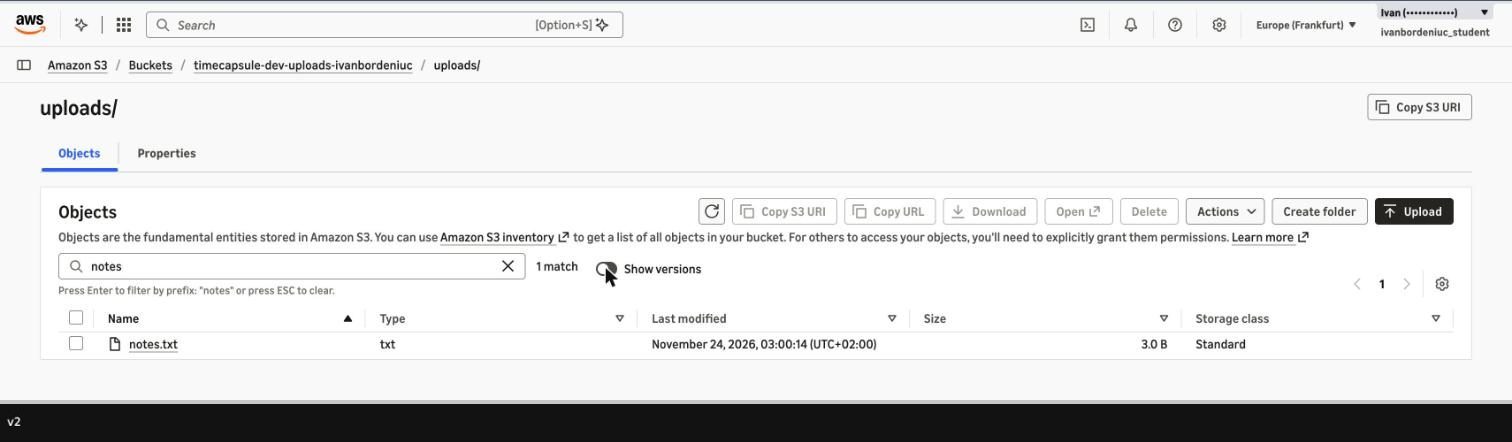 aws Search [Option+S] Europe (Frankfurt) Ivan (············)
ivanbordeniuc_student
Amazon S3 / Buckets / timecapsule-dev-uploads-ivanbordeniuc / uploads/
uploads/ Copy S3 URI
Objects Properties
Objects Copy S3 URI Copy URL Download Open Delete Actions Create folder Upload
Objects are the fundamental entities stored in Amazon S3. You can use Amazon S3 inventory to get a list of all objects in your bucket. For others to access your objects, you'll need to explicitly grant them permissions. Learn more
notes 1 match Show versions
Press Enter to filter by prefix: "notes" or press ESC to clear. 1
Name Type Last modified Size Storage class
notes.txt txt November 24, 2026, 03:00:14 (UTC+02:00) 3.0 B Standard
v2